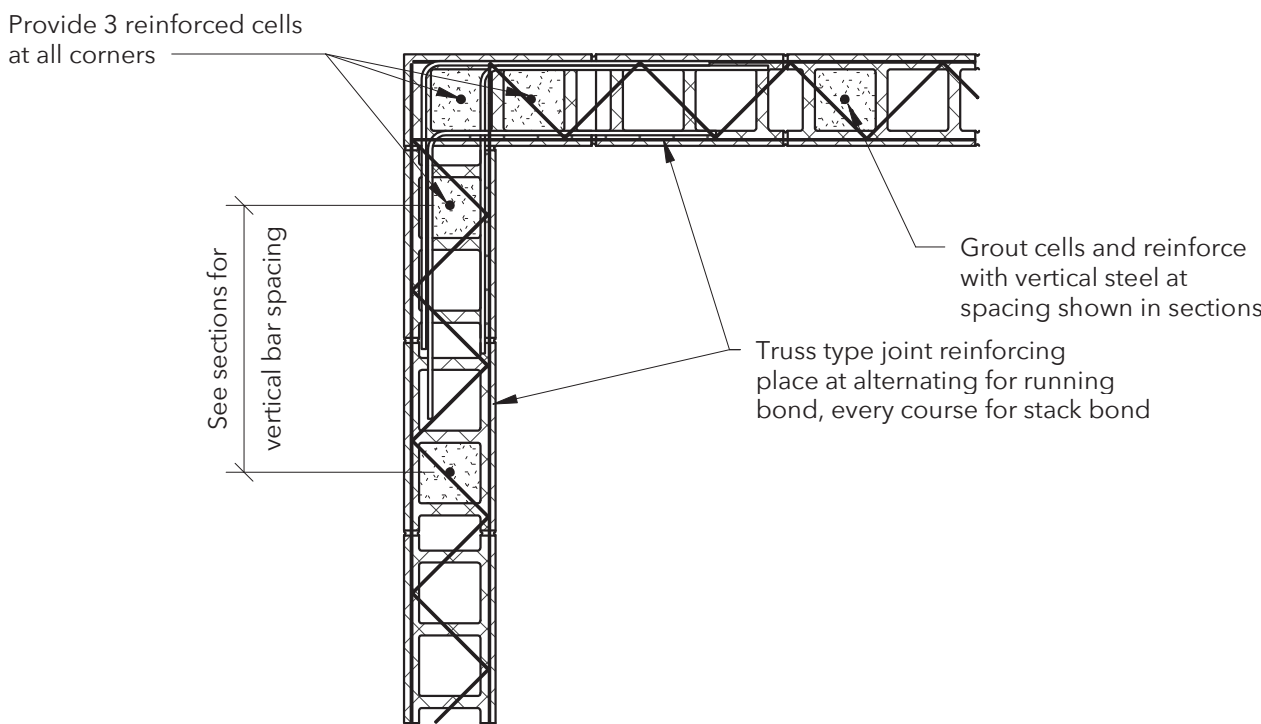 Provide 3 reinforced cells
at all corners
See sections for
vertical bar spacing
Grout cells and reinforce
with vertical steel at
spacing shown in sections
Truss type joint reinforcing
place at alternating for running
bond, every course for stack bond